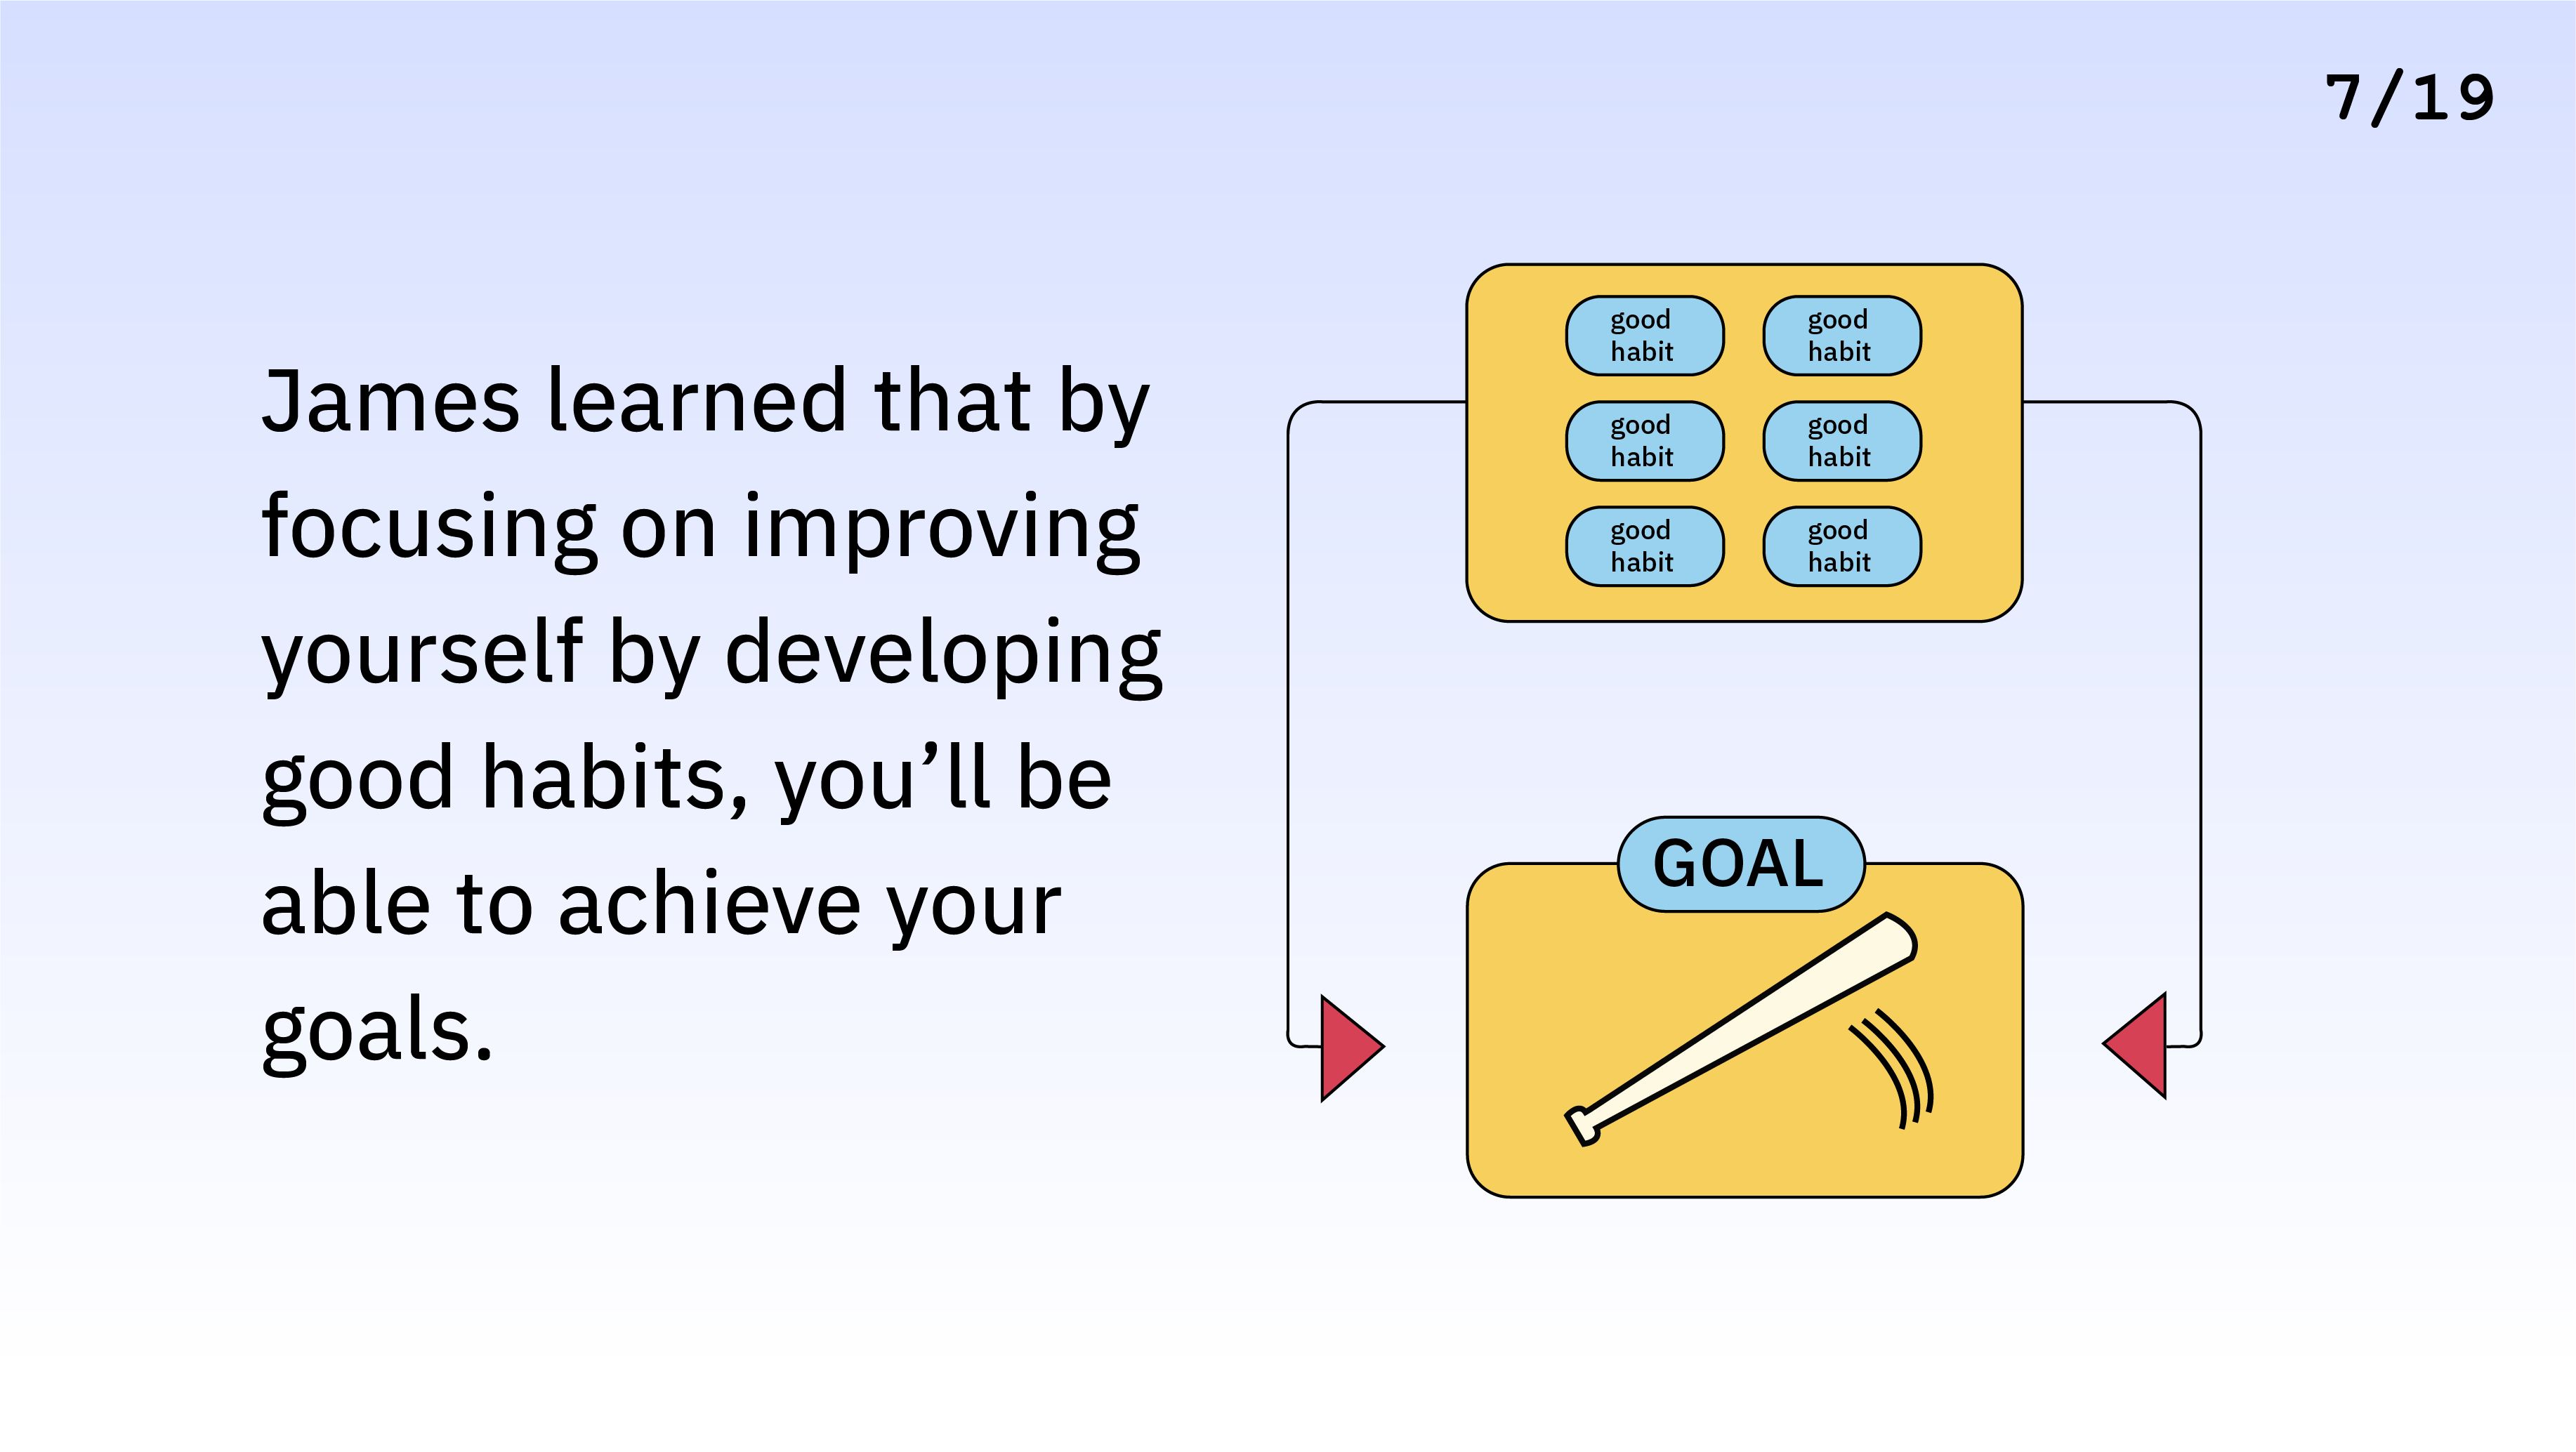 7/19
James learned that by
focusing on improving
yourself by developing
good habits, you’ll be
able to achieve your
goals.
good
habit
good
habit
good
habit
good
habit
good
habit
good
habit
GOAL